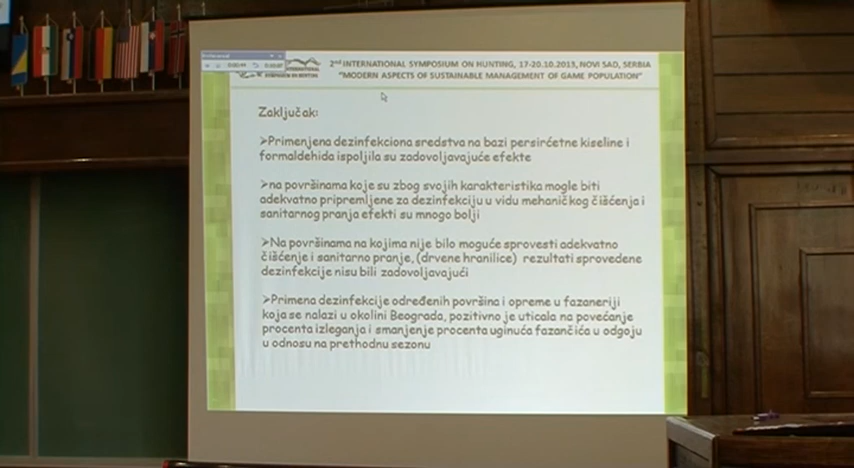 2nd INTERNATIONAL SYMPOSIUM ON HUNTING, 17-20.10.2013, NOVI SAD, SERBIA
"MODERN ASPECTS OF SUSTAINABLE MANAGEMENT OF GAME POPULATION"
Zaključak:
➢Primenjena dezinfekciona sredstva na bazi persirćetne kiseline i
formaldehida ispoljila su zadovoljavajuće efekte
➢na površinama koje su zbog svojih karakteristika mogle biti
adekvatno pripremljene za dezinfekciju u vidu mehaničkog čišćenja i
sanitarnog pranja efekti su mnogo bolji
➢Na površinama na kojima nije bilo moguće sprovesti adekvatno
čišćenje i sanitarno pranje, (drvene hranilice) rezultati sprovedene
dezinfekcije nisu bili zadovoljavajući
➢Primena dezinfekcije određenih površina i opreme u fazaneriji
koja se nalazi u okolini Beograda, pozitivno je uticala na povećanje
procenta izleganja i smanjenje procenta uginuća fazančića u odgoju
u odnosu na prethodnu sezonu